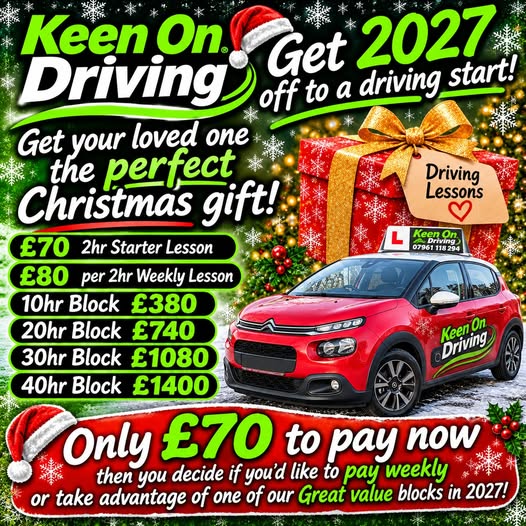 Keen On
Driving
Get 2027
off to a driving start!
Get your loved one
the perfect
Christmas gift!
£70 2hr Starter Lesson
£80 per 2hr Weekly Lesson
10hr Block £380
20hr Block £740
30hr Block £1080
40hr Block £1400
Driving
Lessons
L
Keen On
Driving
07961 118 294
Keen On
Driving
Only £70 to pay now
then you decide if you'd like to pay weekly
or take advantage of one of our Great value blocks in 2027!